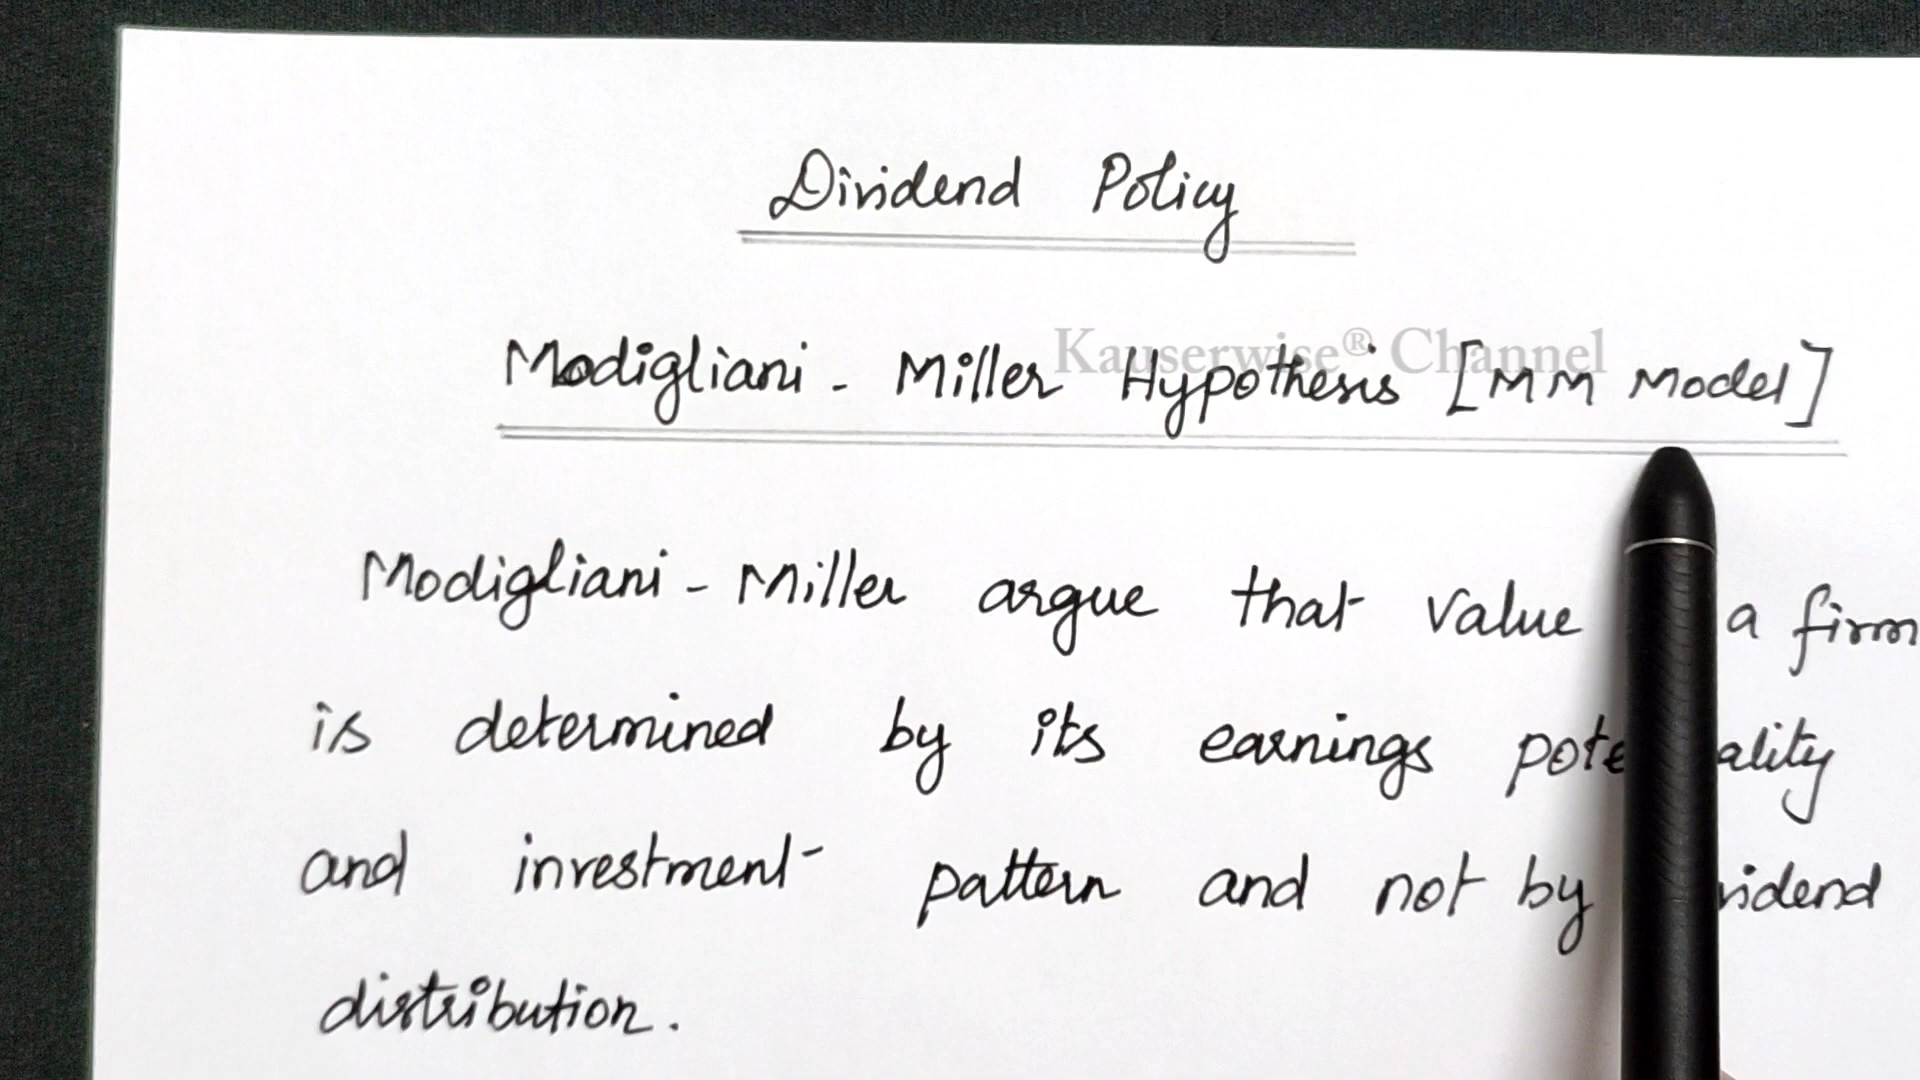 Dividend Policy
Kauserwise® Channel
Modigliani - Miller Hypothesis [MM Model]
Modigliani - Miller argue that value a firm
is determined by its earnings
and investment pattern and not by
distribution.